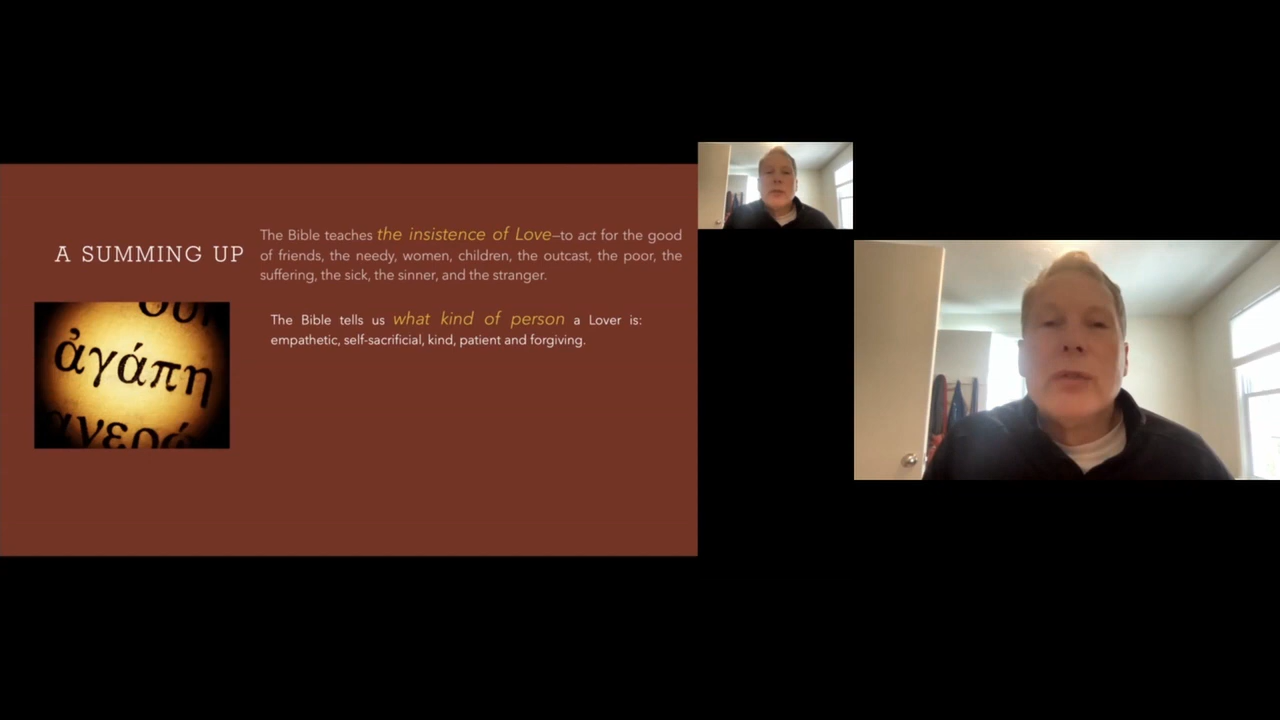 A SUMMING UP
The Bible teaches the insistence of Love–to act for the good
of friends, the needy, women, children, the outcast, the poor, the
suffering, the sick, the sinner, and the stranger.
The Bible tells us what kind of person a Lover is:
empathetic, self-sacrificial, kind, patient and forgiving.
ἀγάπη